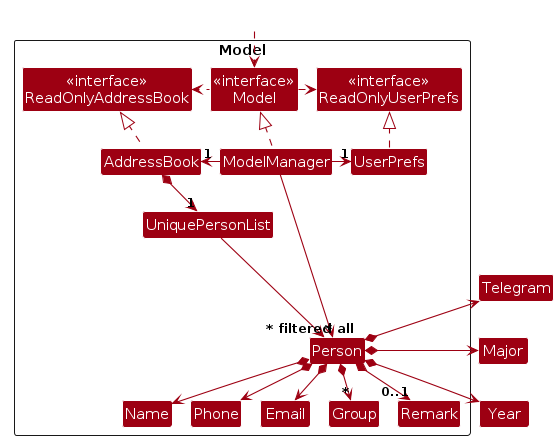 Model
«interface»
ReadOnlyAddressBook
«interface»
Model
«interface»
ReadOnlyUserPrefs
AddressBook
1
ModelManager
1
UserPrefs
1
UniquePersonList
Telegram
* filtered all
Person
Major
* 0..1
Name
Phone
Email
Group
Remark
Year